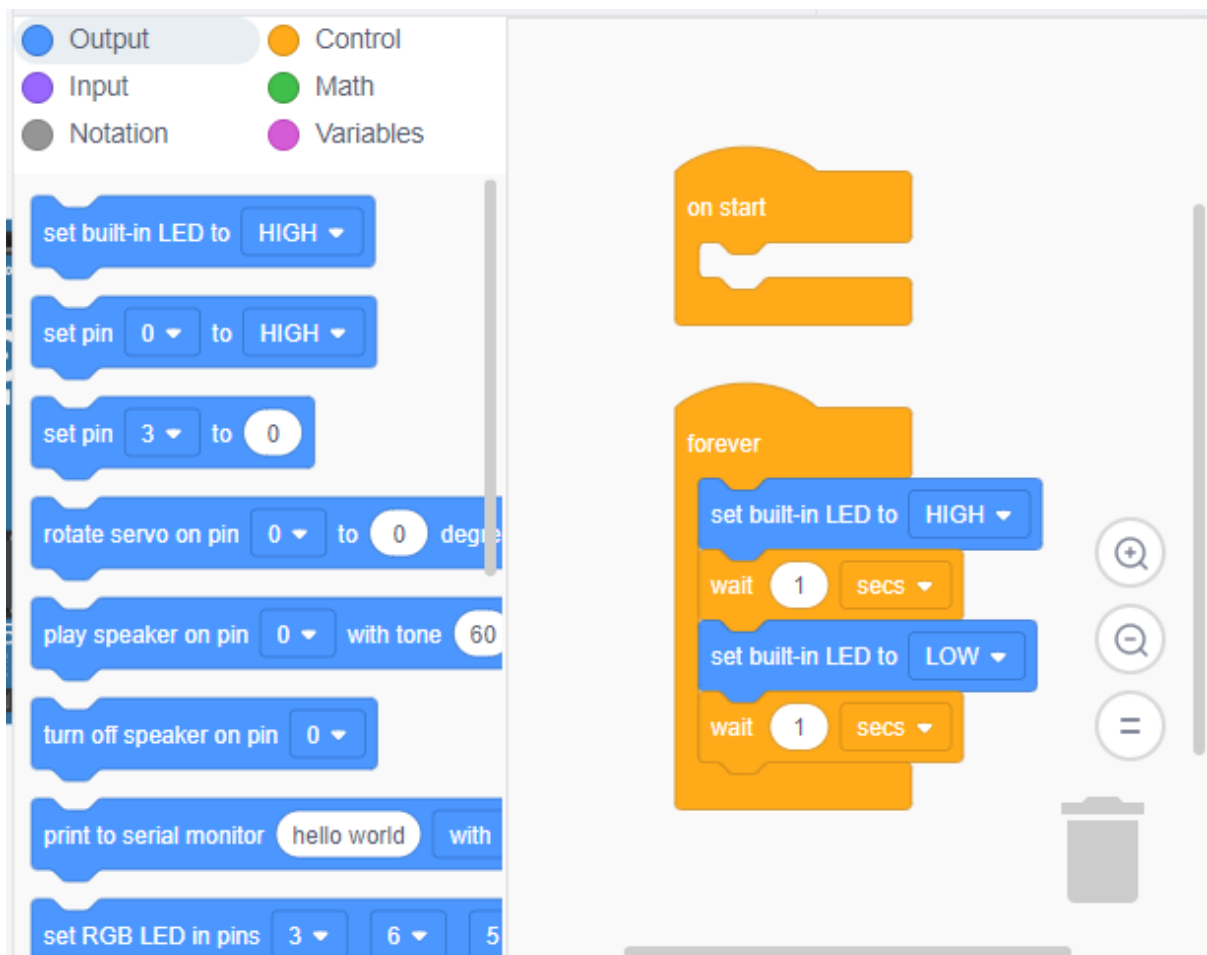 Output
Control
Input
Math
Notation
Variables
set built-in LED to HIGH
set pin 0 to HIGH
set pin 3 to 0
rotate servo on pin 0 to 0
play speaker on pin 0 with tone 60
turn off speaker on pin 0
print to serial monitor hello world with
set RGB LED in pins 3 6 5
on start
forever
set built-in LED to HIGH
wait 1 secs
set built-in LED to LOW
wait 1 secs
=